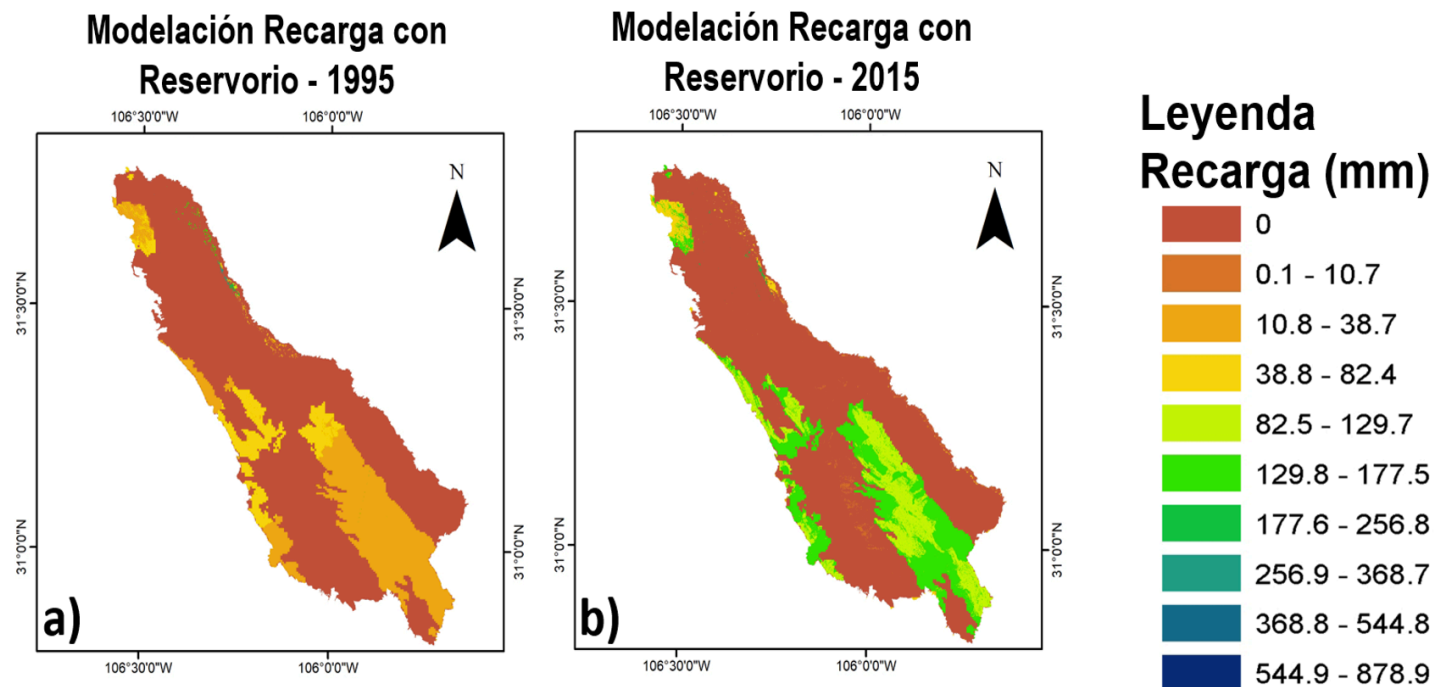 Modelación Recarga con
Reservorio - 1995
106°30'0"W
106°0'0"W
N
31°30'0"N
31°30'0"N
31°0'0"N
31°0'0"N
a)
106°30'0"W
106°0'0"W
Modelación Recarga con
Reservorio - 2015
106°30'0"W
106°0'0"W
N
31°30'0"N
31°30'0"N
31°0'0"N
31°0'0"N
b)
106°30'0"W
106°0'0"W
Leyenda
Recarga (mm)
0
0.1 - 10.7
10.8 - 38.7
38.8 - 82.4
82.5 - 129.7
129.8 - 177.5
177.6 - 256.8
256.9 - 368.7
368.8 - 544.8
544.9 - 878.9